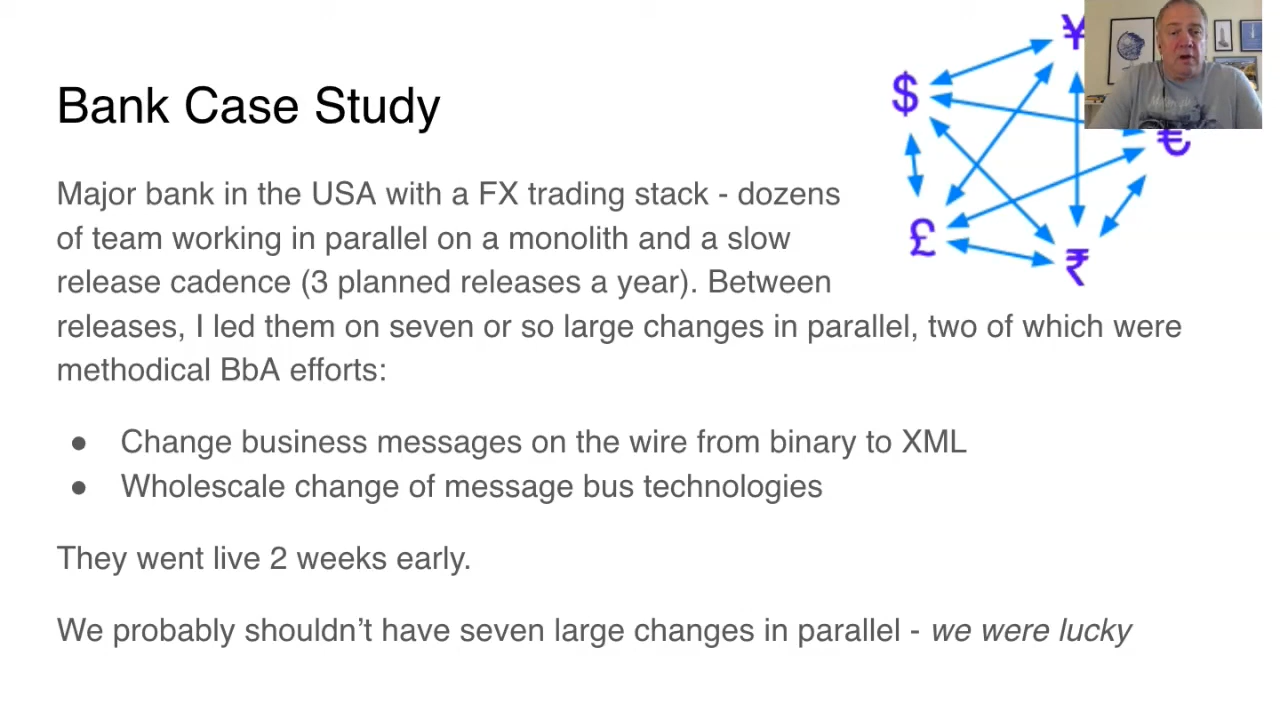 Bank Case Study
Major bank in the USA with a FX trading stack - dozens
of team working in parallel on a monolith and a slow
release cadence (3 planned releases a year). Between
releases, I led them on seven or so large changes in parallel, two of which were
methodical BbA efforts:
● Change business messages on the wire from binary to XML
● Wholescale change of message bus technologies
They went live 2 weeks early.
We probably shouldn’t have seven large changes in parallel - we were lucky
¥
$
€
£
₹